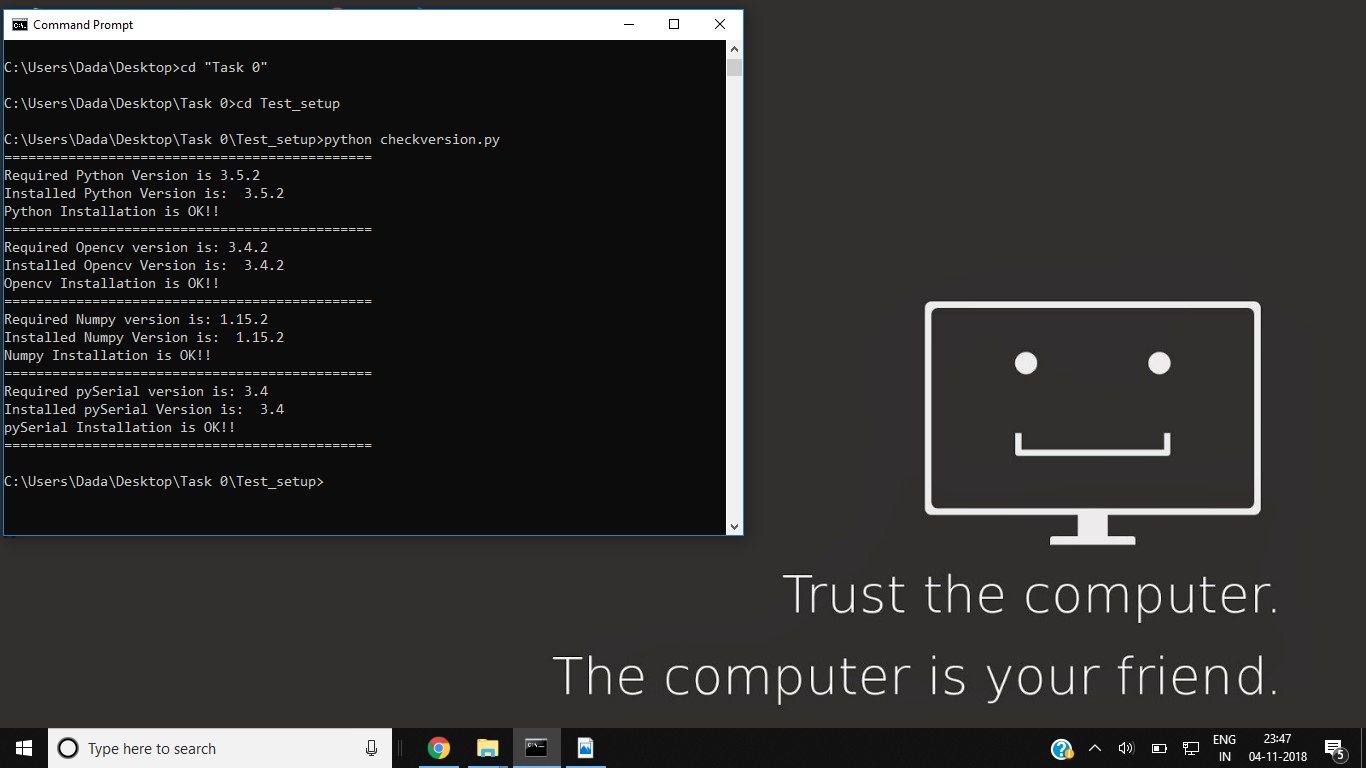 Command Prompt
C:\Users\Dada\Desktop>cd "Task 0"
C:\Users\Dada\Desktop\Task 0>cd Test_setup
C:\Users\Dada\Desktop\Task 0\Test_setup>python checkversion.py
==============================================
Required Python Version is 3.5.2
Installed Python Version is:  3.5.2
Python Installation is OK!!
==============================================
Required Opencv version is: 3.4.2
Installed Opencv Version is:  3.4.2
Opencv Installation is OK!!
==============================================
Required Numpy version is: 1.15.2
Installed Numpy Version is:  1.15.2
Numpy Installation is OK!!
==============================================
Required pySerial version is: 3.4
Installed pySerial Version is:  3.4
pySerial Installation is OK!!
==============================================
C:\Users\Dada\Desktop\Task 0\Test_setup>
Trust the computer.
The computer is your friend.
Type here to search
ENG
IN
23:47
04-11-2018
5